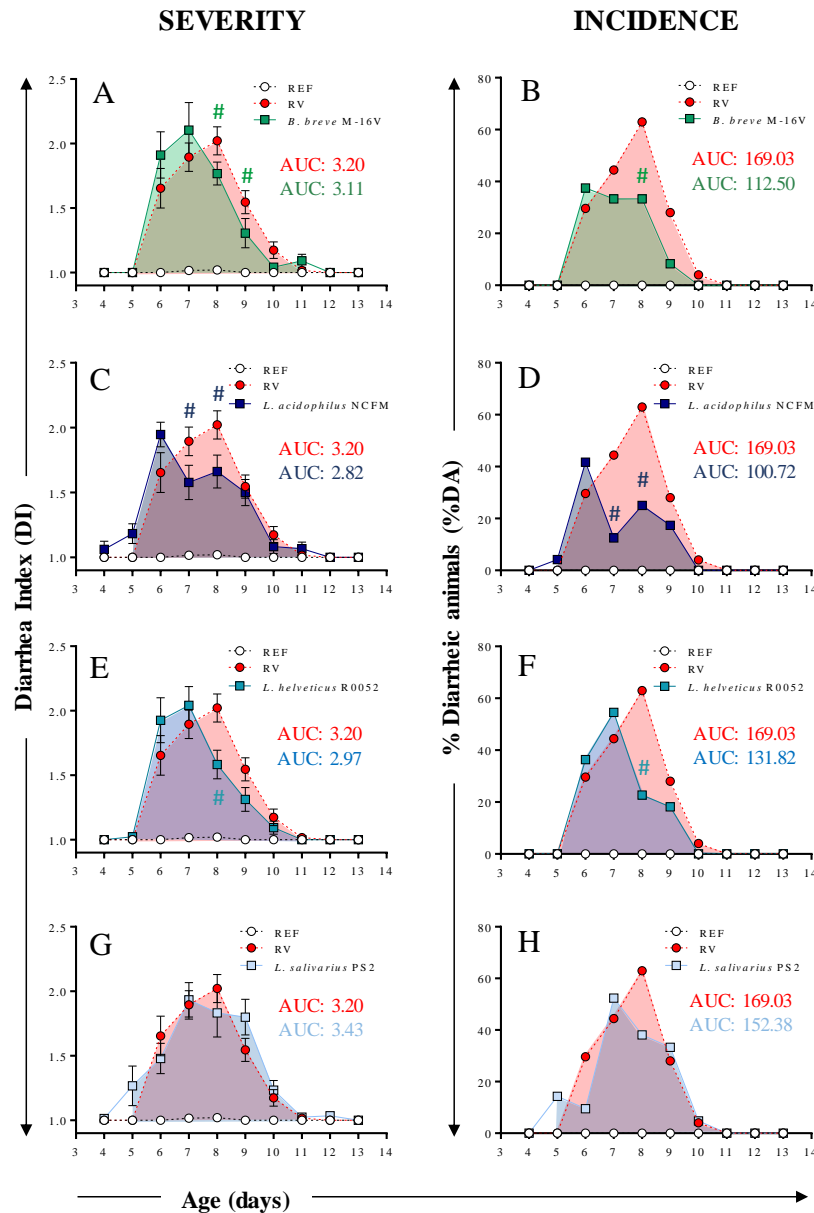 SEVERITY
INCIDENCE
A
REF
RV
B. breve M-16V
#
#
AUC: 3.20
AUC: 3.11
2.5
2.0
1.5
1.0
3 4 5 6 7 8 9 10 11 12 13 14
B
REF
RV
B. breve M-16V
AUC: 169.03
AUC: 112.50
#
80
60
40
20
0
3 4 5 6 7 8 9 10 11 12 13 14
C
REF
RV
L. acidophilus NCFM
#
#
AUC: 3.20
AUC: 2.82
2.5
2.0
1.5
1.0
3 4 5 6 7 8 9 10 11 12 13 14
D
REF
RV
L. acidophilus NCFM
AUC: 169.03
AUC: 100.72
#
#
80
60
40
20
0
3 4 5 6 7 8 9 10 11 12 13 14
Diarrhea Index (DI)
% Diarrheic animals (%DA)
E
REF
RV
L. helveticus R0052
AUC: 3.20
AUC: 2.97
#
2.5
2.0
1.5
1.0
3 4 5 6 7 8 9 10 11 12 13 14
F
REF
RV
L. helveticus R0052
AUC: 169.03
AUC: 131.82
#
80
60
40
20
0
3 4 5 6 7 8 9 10 11 12 13 14
G
REF
RV
L. salivarius PS2
AUC: 3.20
AUC: 3.43
2.5
2.0
1.5
1.0
3 4 5 6 7 8 9 10 11 12 13 14
H
REF
RV
L. salivarius PS2
AUC: 169.03
AUC: 152.38
80
60
40
20
0
3 4 5 6 7 8 9 10 11 12 13 14
Age (days)